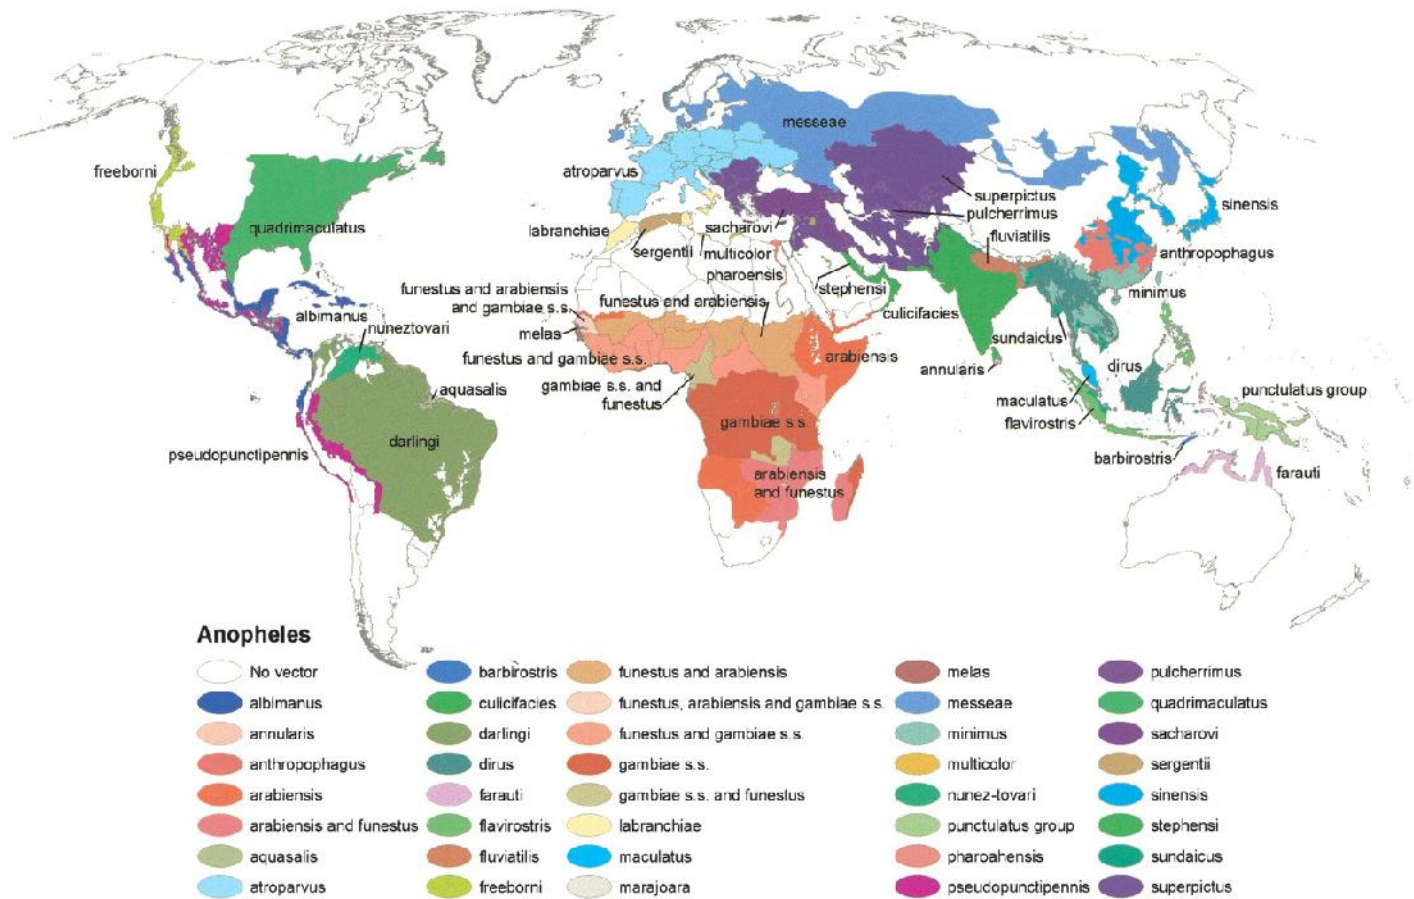 messeae
freeborni
atroparvus
superpictus
pulcherrimus
sinensis
quadrimaculatus
labranchiae
sacharovi
fluviatilis
sergentii
multicolor
anthropophagus
pharoensis
stephensi
minimus
funestus and arabiensis
and gambiae s.s.
funestus and arabiensis
albimanus
culicifacies
nuneztovari
melas
sundaicus
funestus and gambiae s.s.
arabiensis
annularis
dirus
gambiae s.s. and
funestus
aquasalis
punctulatus group
maculatus
flavirostris
gambiae s.s.
darlingi
pseudopunctipennis
barbirostris
arabiensis
and funestus
farauti
Anopheles
No vector
albimanus
annularis
anthropophagus
arabiensis
arabiensis and funestus
aquasalis
atroparvus
barbirostris
culicifacies
darlingi
dirus
farauti
flavirostris
fluviatilis
freeborni
funestus and arabiensis
funestus, arabiensis and gambiae s.s.
funestus and gambiae s.s.
gambiae s.s.
gambiae s.s. and funestus
labranchiae
maculatus
marajoara
melas
messeae
minimus
multicolor
nunez-tovari
punctulatus group
pharoahensis
pseudopunctipennis
pulcherrimus
quadrimaculatus
sacharovi
sergentii
sinensis
stephensi
sundaicus
superpictus